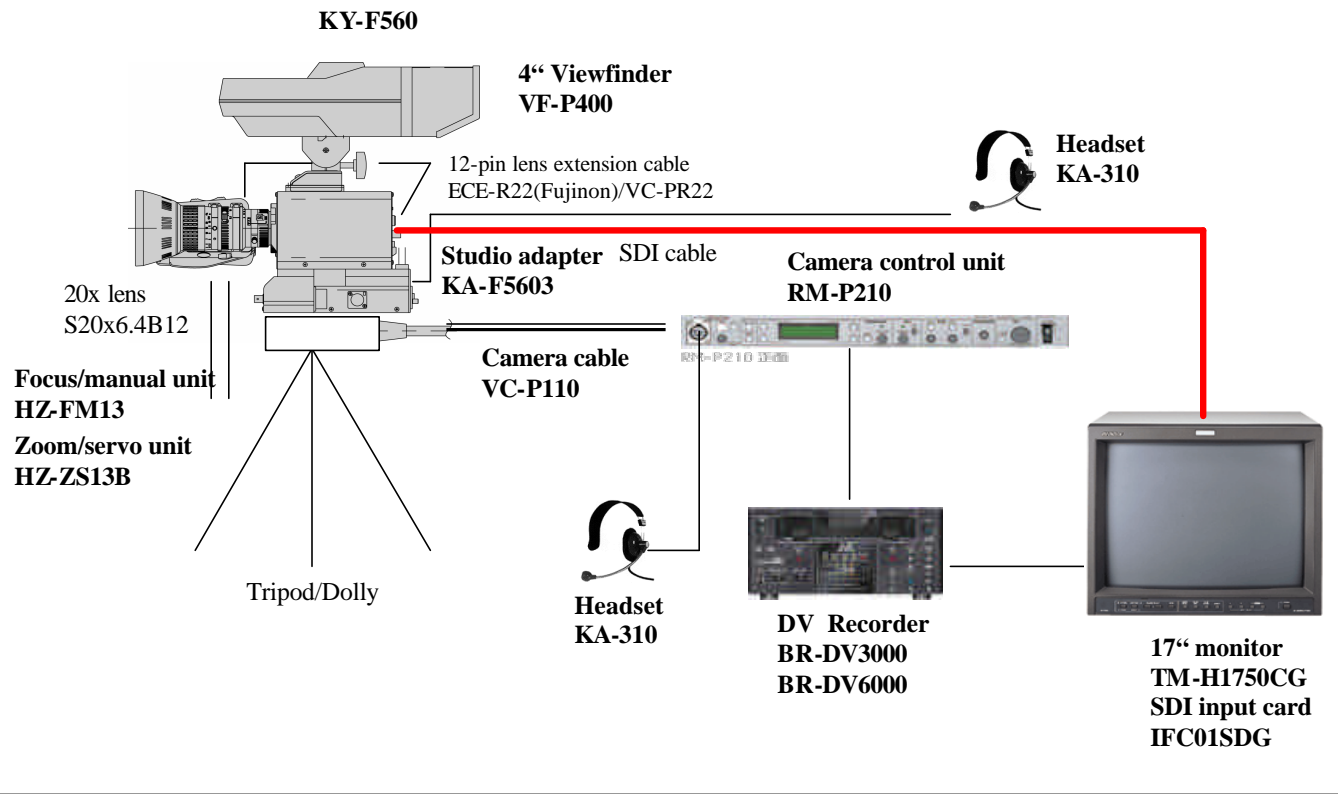 KY-F560
4“ Viewfinder
VF-P400
12-pin lens extension cable
ECE-R22(Fujinon)/VC-PR22
Headset
KA-310
Studio adapter
KA-F5603
SDI cable
Camera control unit
RM-P210
20x lens
S20x6.4B12
RM-P210
Camera cable
VC-P110
Focus/manual unit
HZ-FM13
Zoom/servo unit
HZ-ZS13B
Tripod/Dolly
Headset
KA-310
DV Recorder
BR-DV3000
BR-DV6000
17“ monitor
TM-H1750CG
SDI input card
IFC01SDG